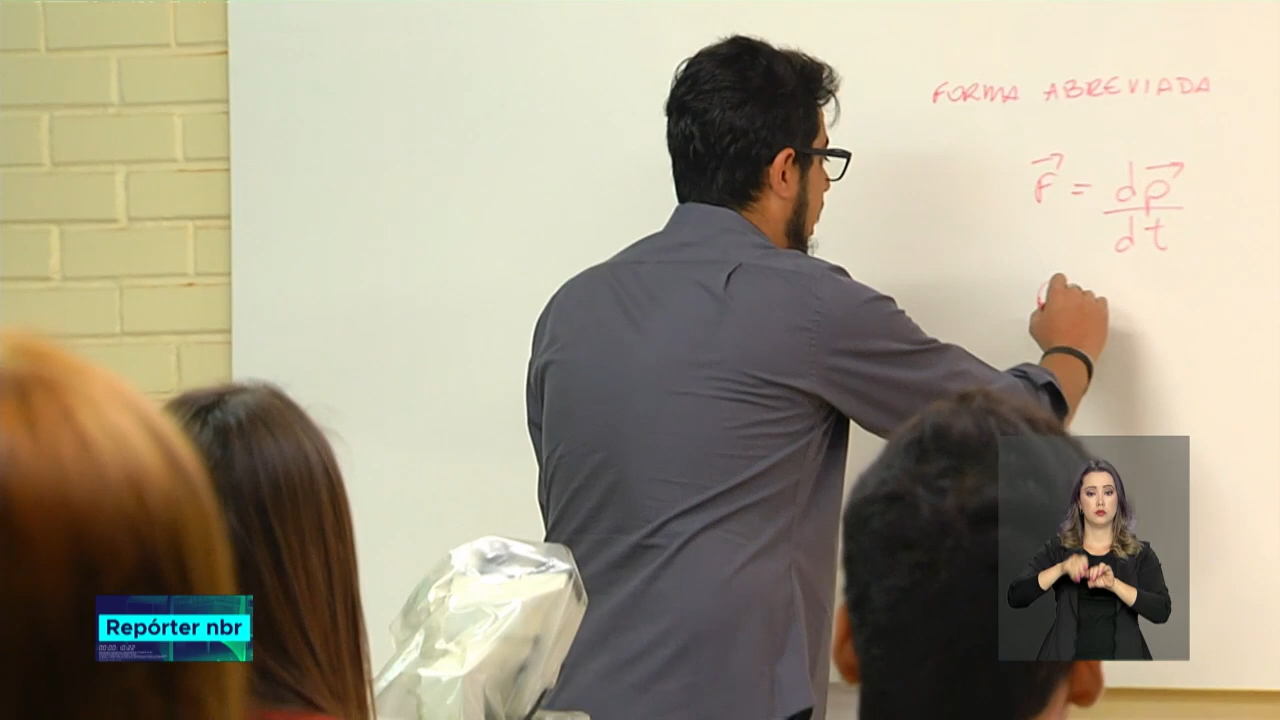 FORMA ABREVIADA
F⃗ = dp⃗
dt
Repórter nbr